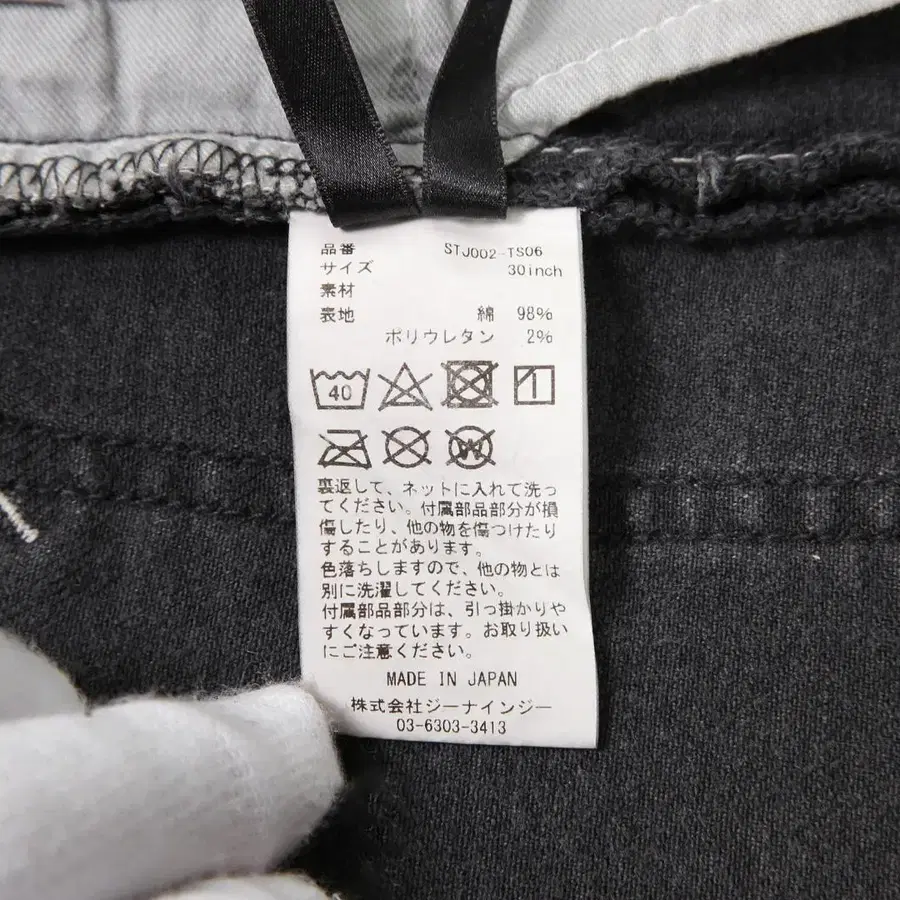 品番 STJ002-TS06
サイズ 30inch
素材
表地 綿 98%
ポリウレタン 2%
40
W
裏返して、ネットに入れて洗っ
てください。付属部品部分が損
傷したり、他の物を傷つけたり
することがあります。
色落ちしますので、他の物とは
別に洗濯してください。
付属部品部分は、引っ掛かりや
すくなっています。お取り扱い
にご注意ください。
MADE IN JAPAN
株式会社ジーナインジー
03-6303-3413